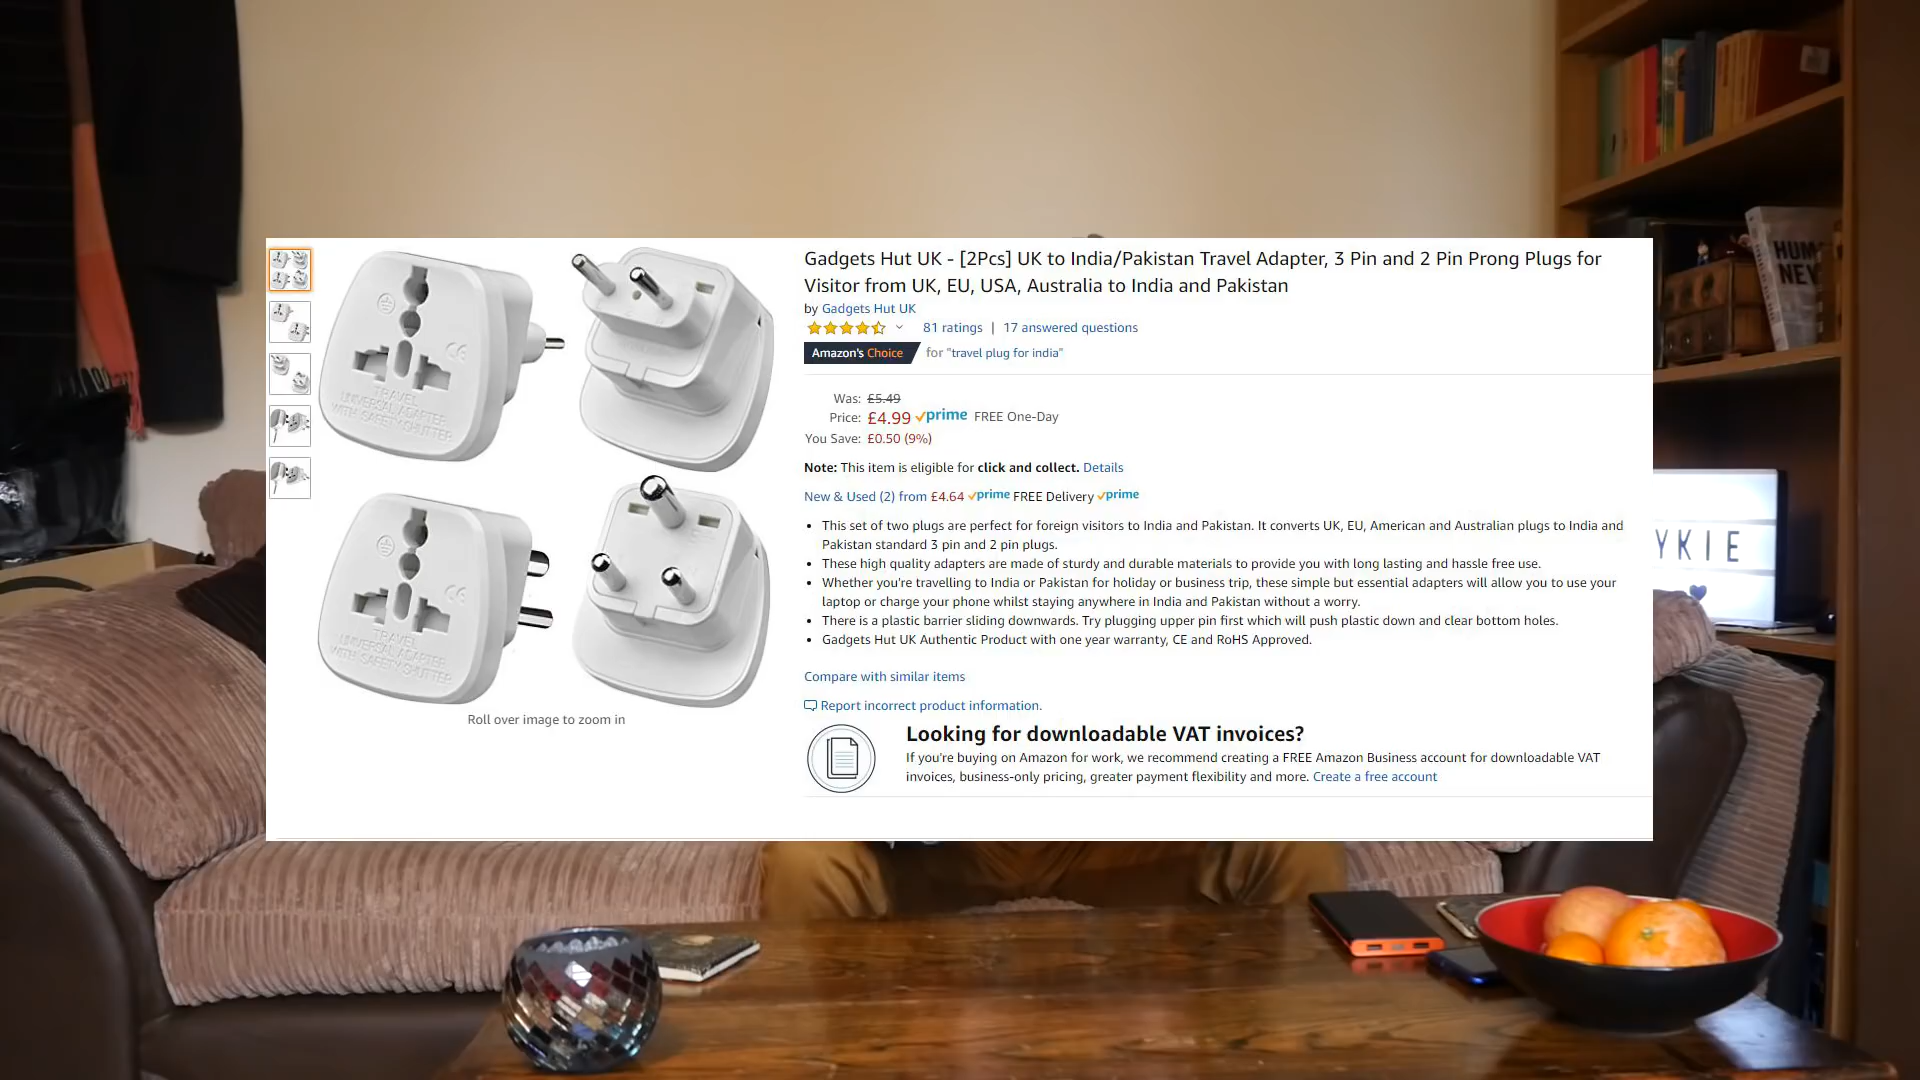 Gadgets Hut UK - [2Pcs] UK to India/Pakistan Travel Adapter, 3 Pin and 2 Pin Prong Plugs for
Visitor from UK, EU, USA, Australia to India and Pakistan
by Gadgets Hut UK
81 ratings | 17 answered questions
Amazon's Choice for "travel plug for india"
Was: £5.49
Price: £4.99 prime FREE One-Day
You Save: £0.50 (9%)
Note: This item is eligible for click and collect. Details
New & Used (2) from £4.64 prime FREE Delivery prime
• This set of two plugs are perfect for foreign visitors to India and Pakistan. It converts UK, EU, American and Australian plugs to India and
Pakistan standard 3 pin and 2 pin plugs.
• These high quality adapters are made of sturdy and durable materials to provide you with long lasting and hassle free use.
• Whether you're travelling to India or Pakistan for holiday or business trip, these simple but essential adapters will allow you to use your
laptop or charge your phone whilst staying anywhere in India and Pakistan without a worry.
• There is a plastic barrier sliding downwards. Try plugging upper pin first which will push plastic down and clear bottom holes.
• Gadgets Hut UK Authentic Product with one year warranty, CE and RoHS Approved.
Compare with similar items
Report incorrect product information.
Looking for downloadable VAT invoices?
If you're buying on Amazon for work, we recommend creating a FREE Amazon Business account for downloadable VAT
invoices, business-only pricing, greater payment flexibility and more. Create a free account
CE
TRAVEL
UNIVERSAL ADAPTER
WITH SAFETY SHUTTER
CE
TRAVEL
UNIVERSAL ADAPTER
WITH SAFETY SHUTTER
Roll over image to zoom in
HUM
NEV
YKIE